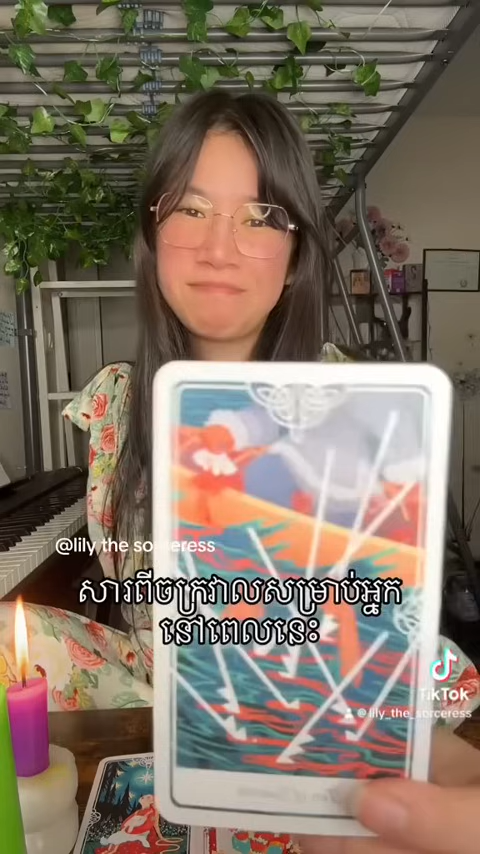 @lily the sorceress
សារពីចក្រវាលសម្រាប់អ្នក
នៅពេលនេះ
TikTok
@lily_the_sorceress